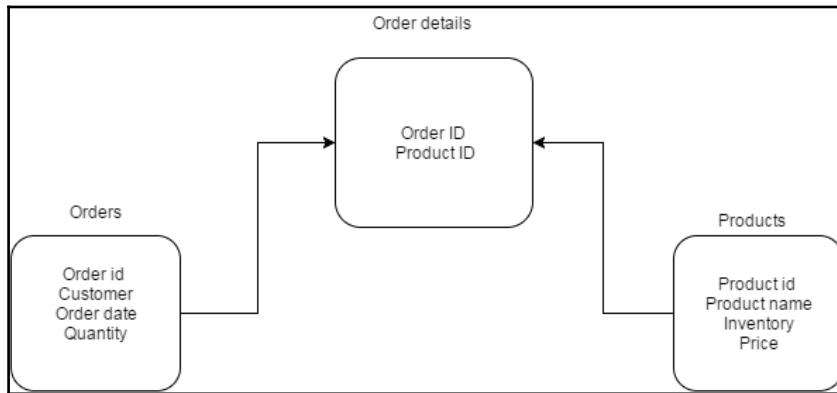 Order details
Order ID
Product ID
Orders
Order id
Customer
Order date
Quantity
Products
Product id
Product name
Inventory
Price